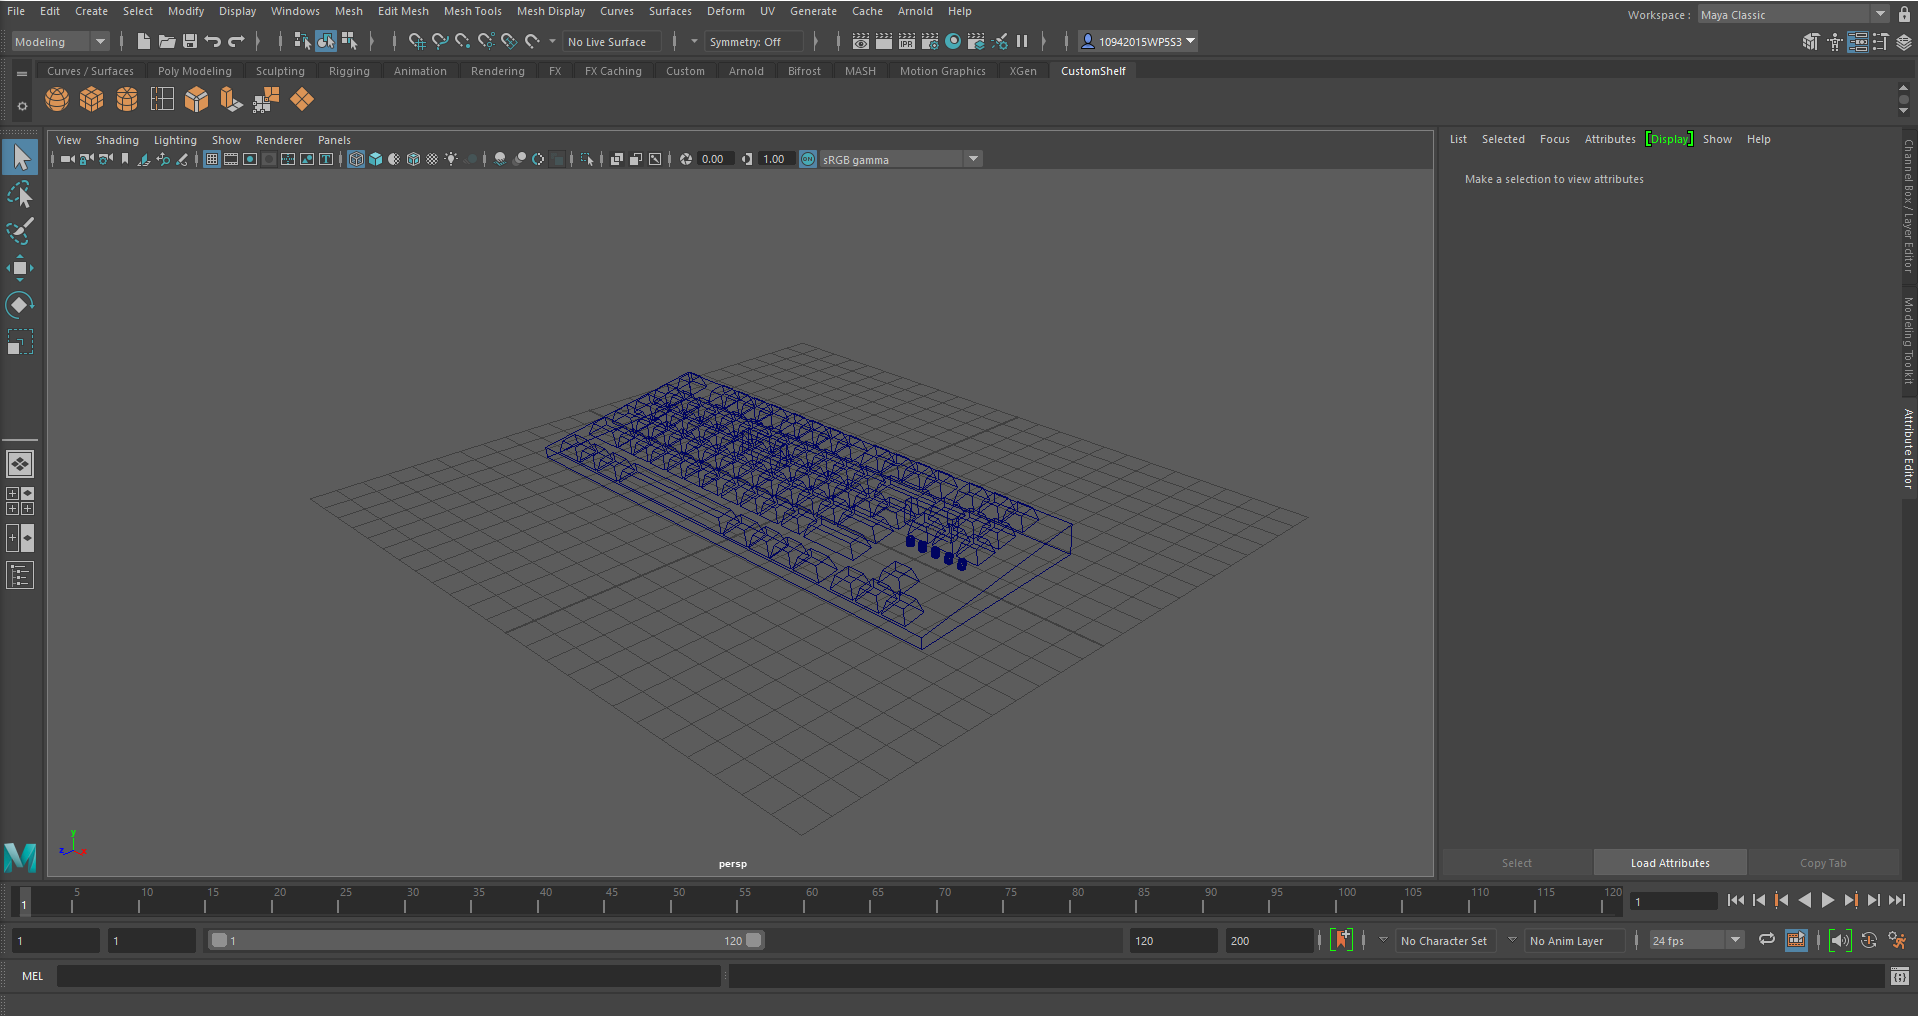 File Edit Create Select Modify Display Windows Mesh Edit Mesh Mesh Tools Mesh Display Curves Surfaces Deform UV Generate Cache Arnold Help Workspace : Maya Classic
Modeling No Live Surface Symmetry: Off IPR 10942015WP5S3
Curves / Surfaces Poly Modeling Sculpting Rigging Animation Rendering FX FX Caching Custom Arnold Bifrost MASH Motion Graphics XGen CustomShelf
View Shading Lighting Show Renderer Panels
0.00 1.00 ON sRGB gamma
List Selected Focus Attributes [Display] Show Help
Make a selection to view attributes
Channel Box / Layer Editor
Modeling Toolkit
Attribute Editor
y
z x
persp
Select Load Attributes Copy Tab
1 5 10 15 20 25 30 35 40 45 50 55 60 65 70 75 80 85 90 95 100 105 110 115 120 1
1 1 1 120 120 200 No Character Set No Anim Layer 24 fps
MEL